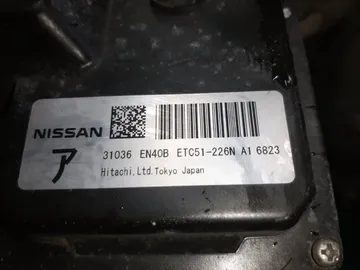 NISSAN
ア
31036 EN40B ETC51-226N A1 6823
Hitachi,Ltd.Tokyo Japan